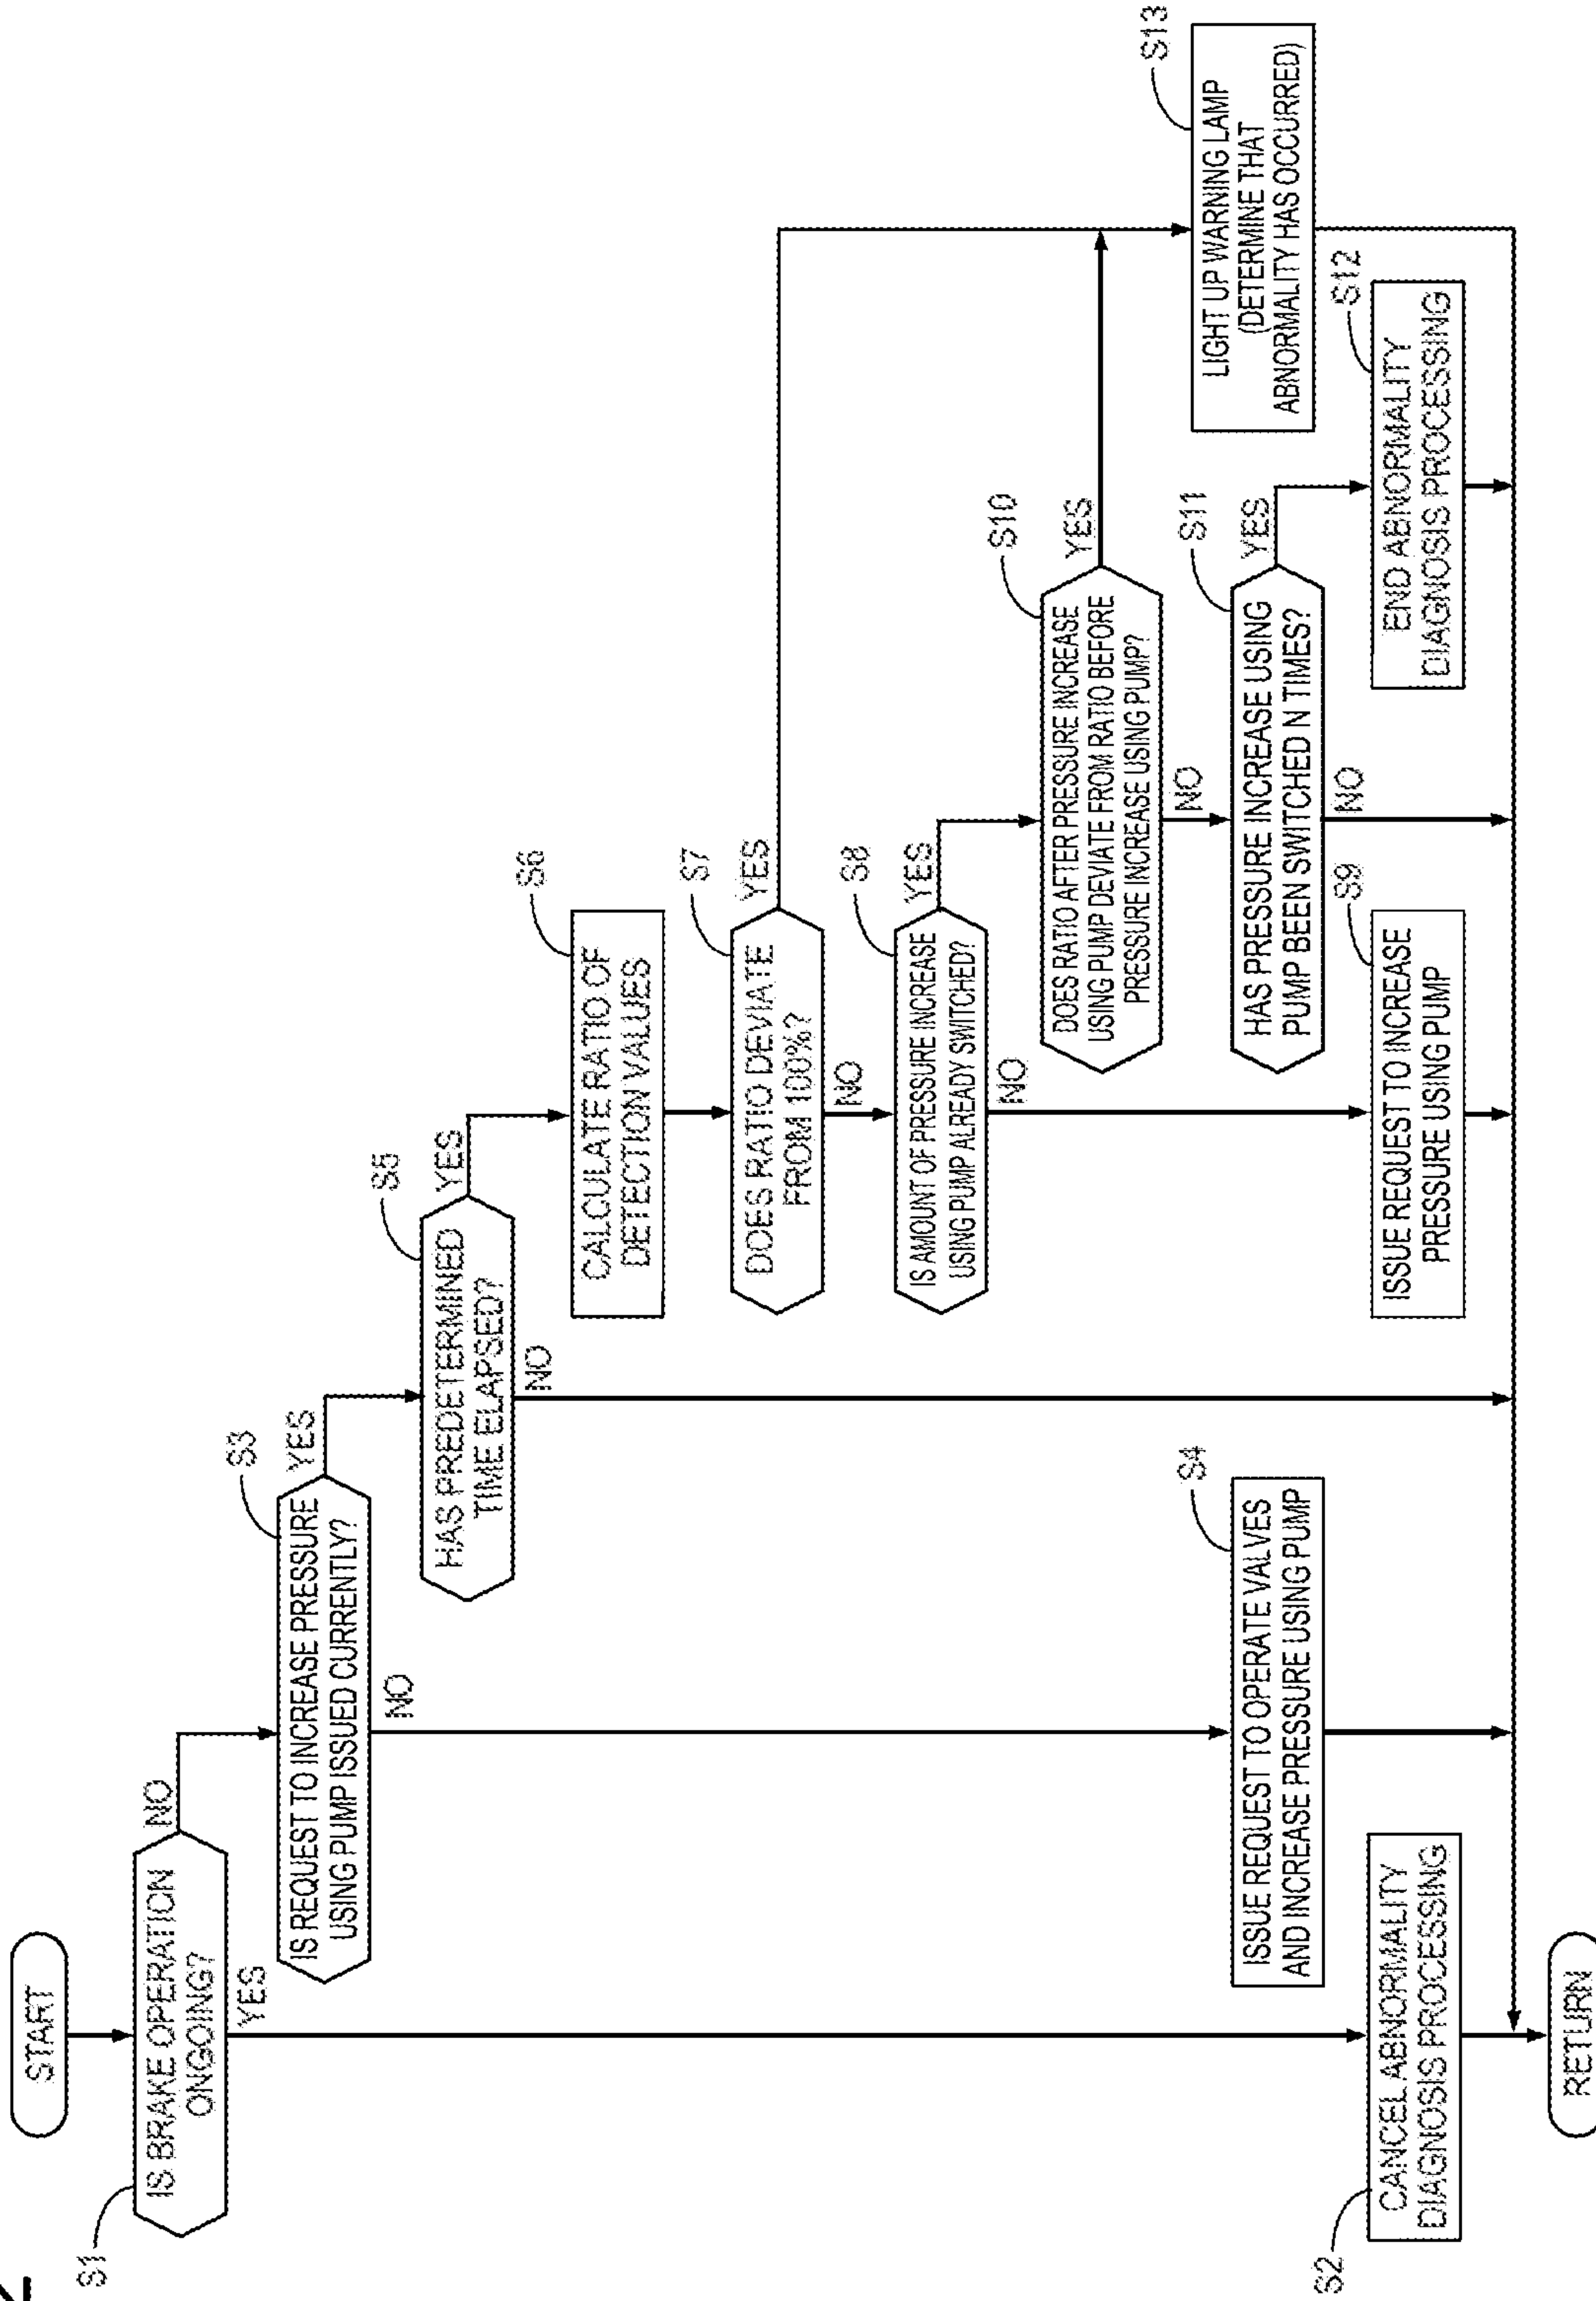 START
S1
IS BRAKE OPERATION
ONGOING?
NO
YES
S2
CANCEL ABNORMALITY
DIAGNOSIS PROCESSING
S3
IS REQUEST TO INCREASE PRESSURE
USING PUMP ISSUED CURRENTLY?
YES
NO
S4
ISSUE REQUEST TO OPERATE VALVES
AND INCREASE PRESSURE USING PUMP
S5
HAS PREDETERMINED
TIME ELAPSED?
YES
NO
S6
CALCULATE RATIO OF
DETECTION VALUES
S7
DOES RATIO DEVIATE
FROM 100%?
YES
NO
S8
IS AMOUNT OF PRESSURE INCREASE
USING PUMP ALREADY SWITCHED?
YES
NO
S9
ISSUE REQUEST TO INCREASE
PRESSURE USING PUMP
S10
DOES RATIO AFTER PRESSURE INCREASE
USING PUMP DEVIATE FROM RATIO BEFORE
PRESSURE INCREASE USING PUMP?
YES
NO
S11
HAS PRESSURE INCREASE USING
PUMP BEEN SWITCHED N TIMES?
YES
NO
S12
END ABNORMALITY
DIAGNOSIS PROCESSING
S13
LIGHT UP WARNING LAMP
(DETERMINE THAT
ABNORMALITY HAS OCCURRED)
RETURN